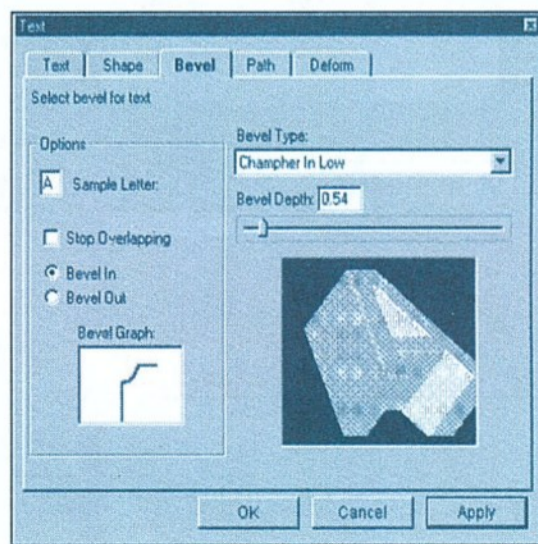 Text
Text Shape Bevel Path Deform
Select bevel for text
Options
A Sample Letter:
Stop Overlapping
Bevel In
Bevel Out
Bevel Graph:
Bevel Type:
Champher In Low
Bevel Depth: 0.54
OK Cancel Apply